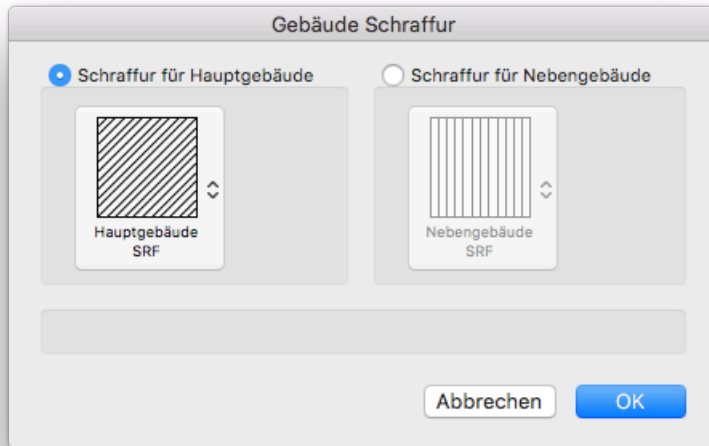 Gebäude Schraffur
Schraffur für Hauptgebäude
Schraffur für Nebengebäude
Hauptgebäude
SRF
Nebengebäude
SRF
Abbrechen
OK